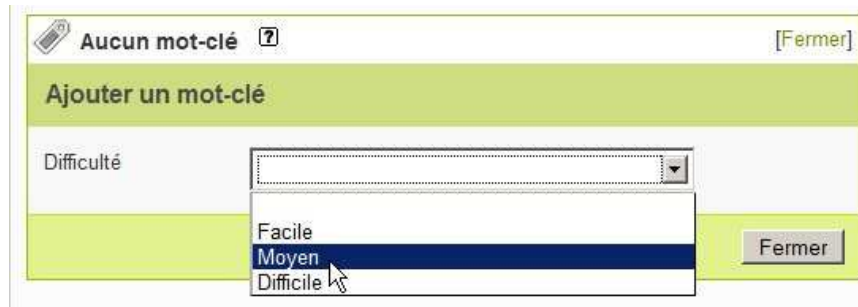 Aucun mot-clé ? [Fermer]
Ajouter un mot-clé
Difficulté
Facile
Moyen
Difficile
Fermer